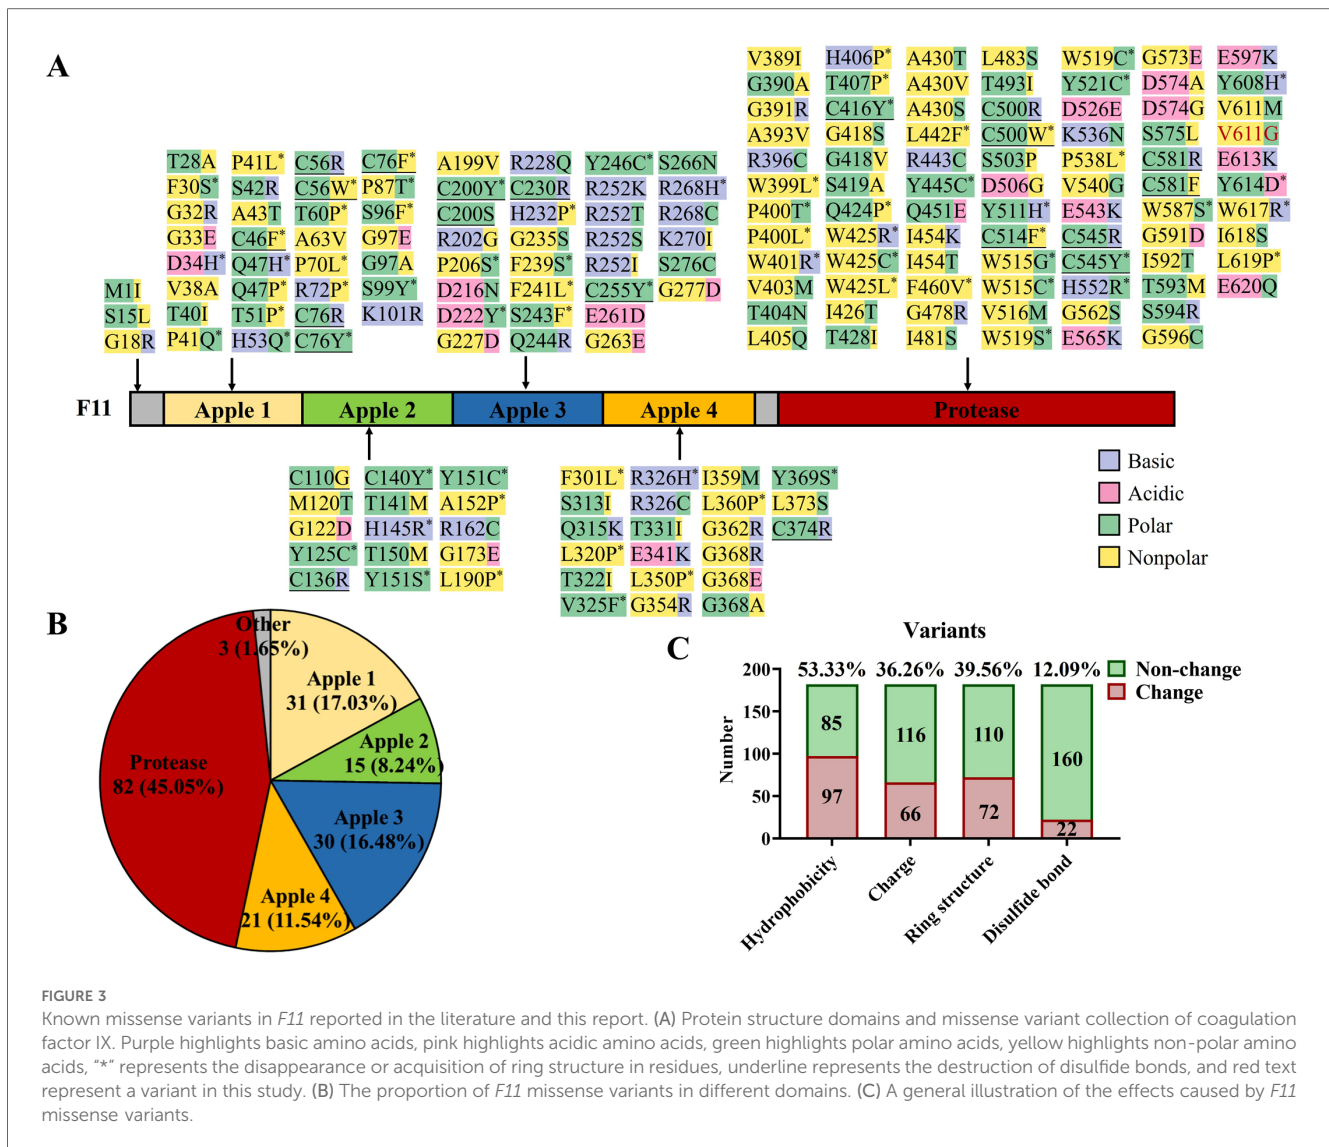 A
V389I H406P* A430T L483S W519C* G573E E597K
G390A T407P* A430V T493I Y521C* D574A Y608H*
G391R C416Y* A430S C500R D526E D574G V611M
A393V G418S L442F* C500W* K536N S575L V611G
R396C G418V R443C S503P P538L* C581R E613K
W399L* S419A Y445C* D506G V540G C581F Y614D*
P400T* Q424P* Q451E Y511H* E543K W587S* W617R*
P400L* W425R* I454K C514F* C545R G591D I618S
W401R* W425C* I454T W515G* C545Y* I592T L619P*
V403M W425L* F460V* W515C* H552R* T593M E620Q
T404N I426T G478R V516M G562S S594R
L405Q T428I I481S W519S* E565K G596C
T28A P41L* C56R C76F*
F30S* S42R C56W* P87T*
G32R A43T T60P* S96F*
G33E C46F* A63V G97E
D34H* Q47H* P70L* G97A
M1I V38A Q47P* R72P* S99Y*
S15L T40I T51P* C76R K101R
G18R P41Q* H53Q* C76Y*
A199V R228Q Y246C* S266N
C200Y* C230R R252K R268H*
C200S H232P* R252T R268C
R202G G235S R252S K270I
P206S* F239S* R252I S276C
D216N F241L* C255Y* G277D
D222Y* S243F* E261D
G227D Q244R G263E
F11 Apple 1 Apple 2 Apple 3 Apple 4 Protease
C110G C140Y* Y151C*
M120T T141M A152P*
G122D H145R* R162C
Y125C* T150M G173E
C136R Y151S* L190P*
F301L* R326H* I359M Y369S*
S313I R326C L360P* L373S
Q315K T331I G362R C374R
L320P* E341K G368R
T322I L350P* G368E
V325F* G354R G368A
Basic
Acidic
Polar
Nonpolar
B
Other
3 (1.65%)
Apple 1
31 (17.03%)
Apple 2
15 (8.24%)
Apple 3
30 (16.48%)
Apple 4
21 (11.54%)
Protease
82 (45.05%)
C
Variants
53.33% 36.26% 39.56% 12.09%
Non-change
Change
Number
200
150
100
50
0
85 116 110 160
97 66 72 22
Hydrophobicity
Charge
Ring structure
Disulfide bond
FIGURE 3
Known missense variants in F11 reported in the literature and this report. (A) Protein structure domains and missense variant collection of coagulation
factor IX. Purple highlights basic amino acids, pink highlights acidic amino acids, green highlights polar amino acids, yellow highlights non-polar amino
acids, "*" represents the disappearance or acquisition of ring structure in residues, underline represents the destruction of disulfide bonds, and red text
represent a variant in this study. (B) The proportion of F11 missense variants in different domains. (C) A general illustration of the effects caused by F11
missense variants.